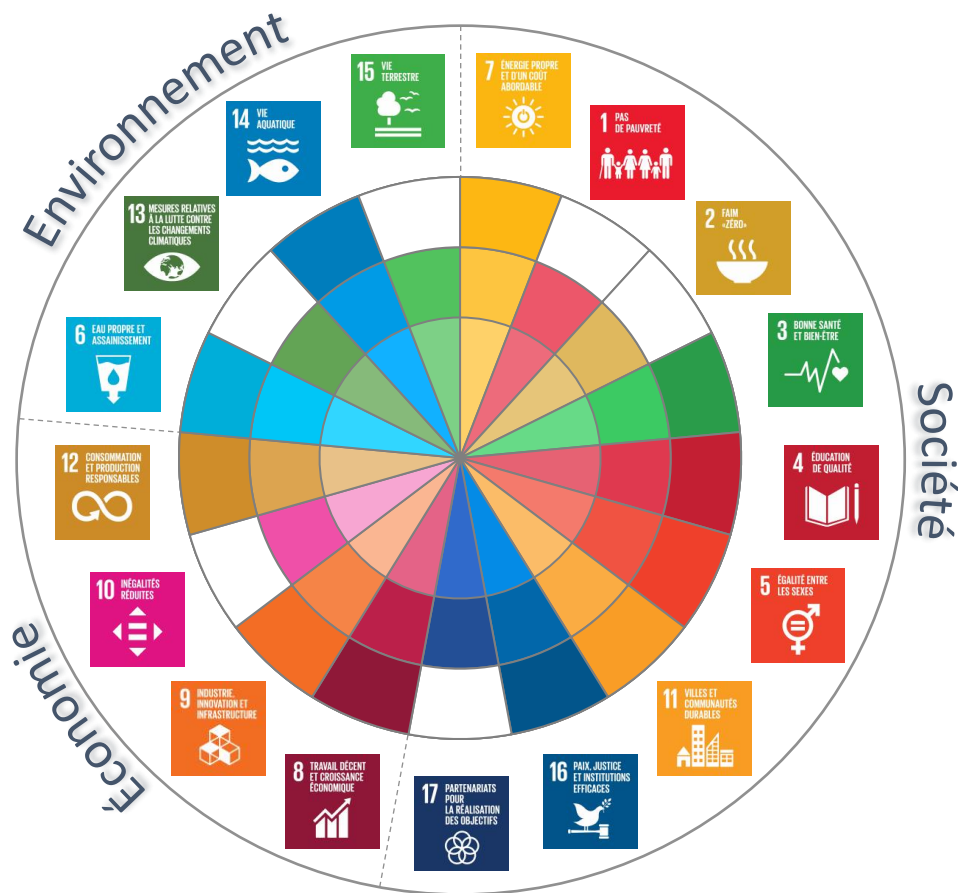 Environnement
Société
Économie
7 ÉNERGIE PROPRE
ET D'UN COÛT
ABORDABLE
1 PAS
DE PAUVRETÉ
2 FAIM
«ZÉRO»
3 BONNE SANTÉ
ET BIEN-ÊTRE
4 ÉDUCATION
DE QUALITÉ
5 ÉGALITÉ ENTRE
LES SEXES
11 VILLES ET
COMMUNAUTÉS
DURABLES
16 PAIX, JUSTICE
ET INSTITUTIONS
EFFICACES
17 PARTENARIATS
POUR
LA RÉALISATION
DES OBJECTIFS
8 TRAVAIL DÉCENT
ET CROISSANCE
ÉCONOMIQUE
9 INDUSTRIE,
INNOVATION ET
INFRASTRUCTURE
10 INÉGALITÉS
RÉDUITES
12 CONSOMMATION
ET PRODUCTION
RESPONSABLES
6 EAU PROPRE ET
ASSAINISSEMENT
13 MESURES RELATIVES
À LA LUTTE CONTRE
LES CHANGEMENTS
CLIMATIQUES
14 VIE
AQUATIQUE
15 VIE
TERRESTRE